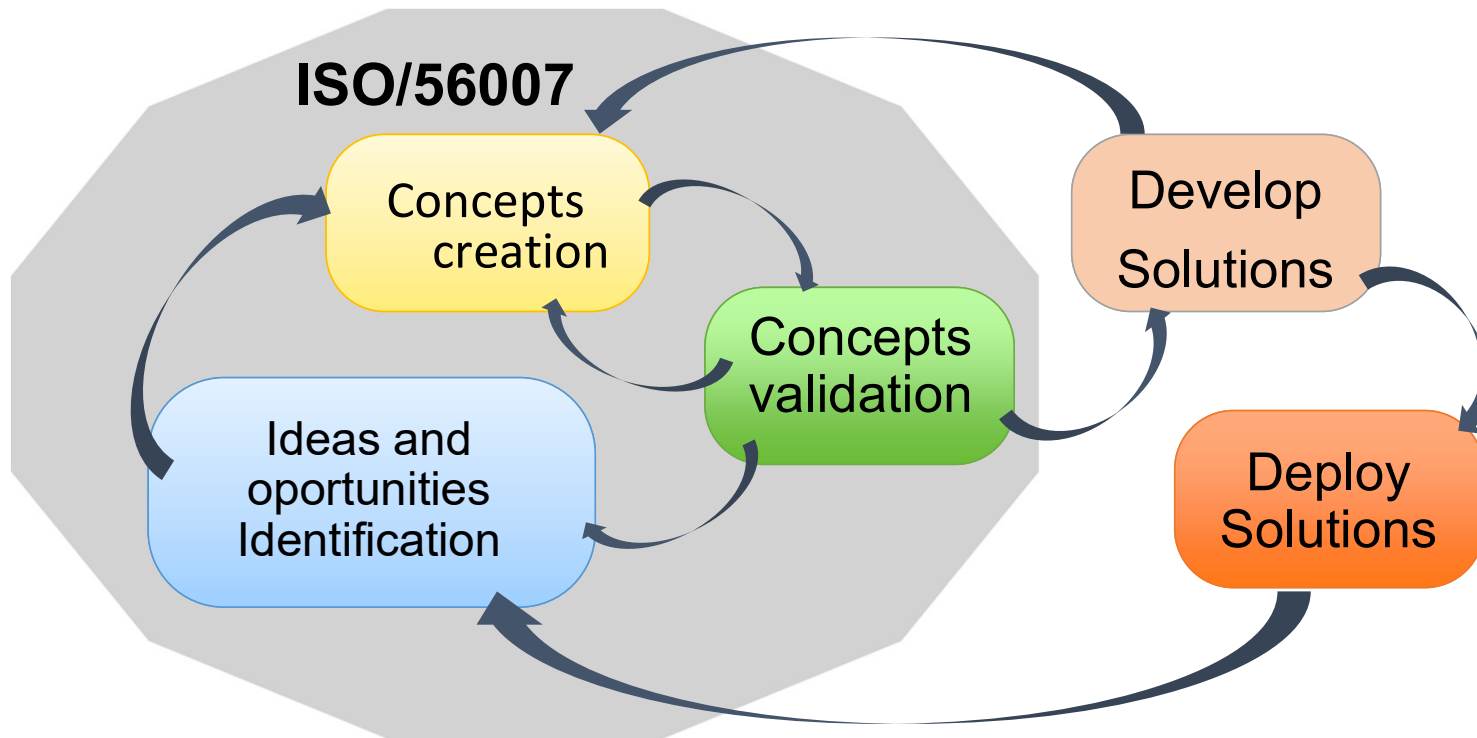 ISO/56007
Concepts
creation
Concepts
validation
Ideas and
oportunities
Identification
Develop
Solutions
Deploy
Solutions